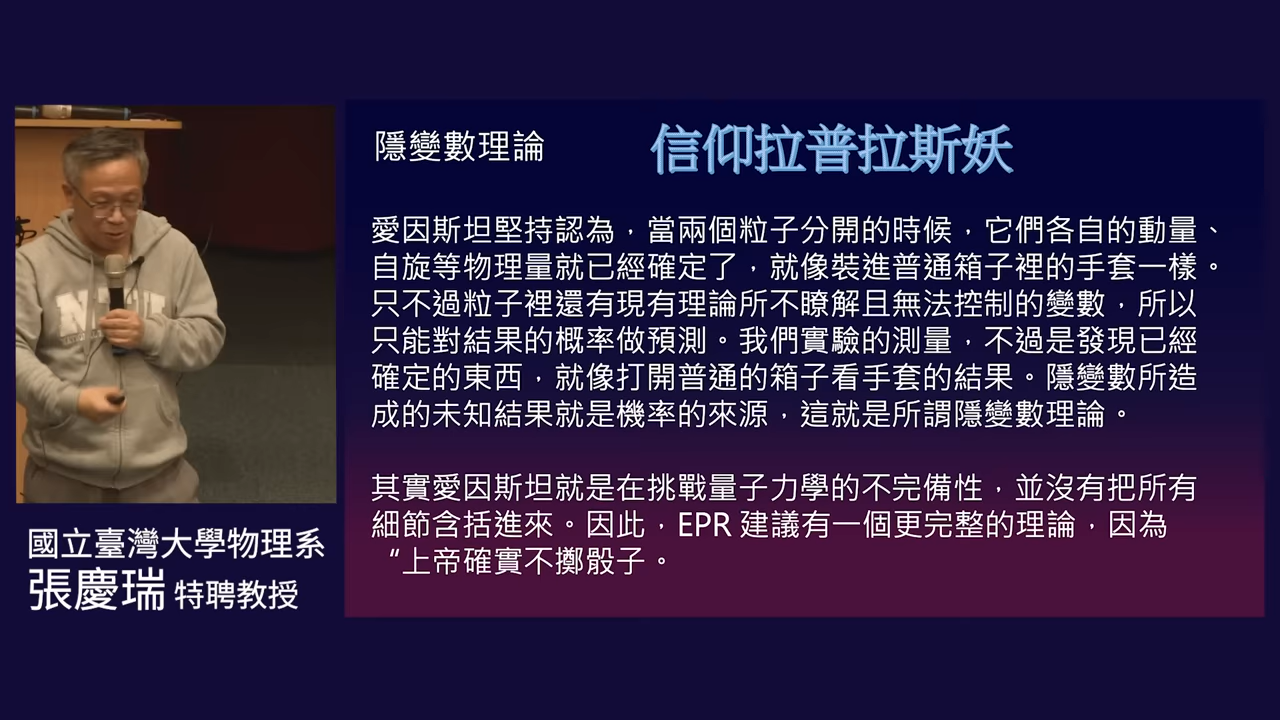 隱變數理論
信仰拉普拉斯妖
愛因斯坦堅持認為，當兩個粒子分開的時候，它們各自的動量、
自旋等物理量就已經確定了，就像裝進普通箱子裡的手套一樣。
只不過粒子裡還有現有理論所不瞭解且無法控制的變數，所以
只能對結果的概率做預測。我們實驗的測量，不過是發現已經
確定的東西，就像打開普通的箱子看手套的結果。隱變數所造
成的未知結果就是機率的來源，這就是所謂隱變數理論。
其實愛因斯坦就是在挑戰量子力學的不完備性，並沒有把所有
細節含括進來。因此，EPR 建議有一個更完整的理論，因為
“上帝確實不擲骰子。
國立臺灣大學物理系
張慶瑞 特聘教授